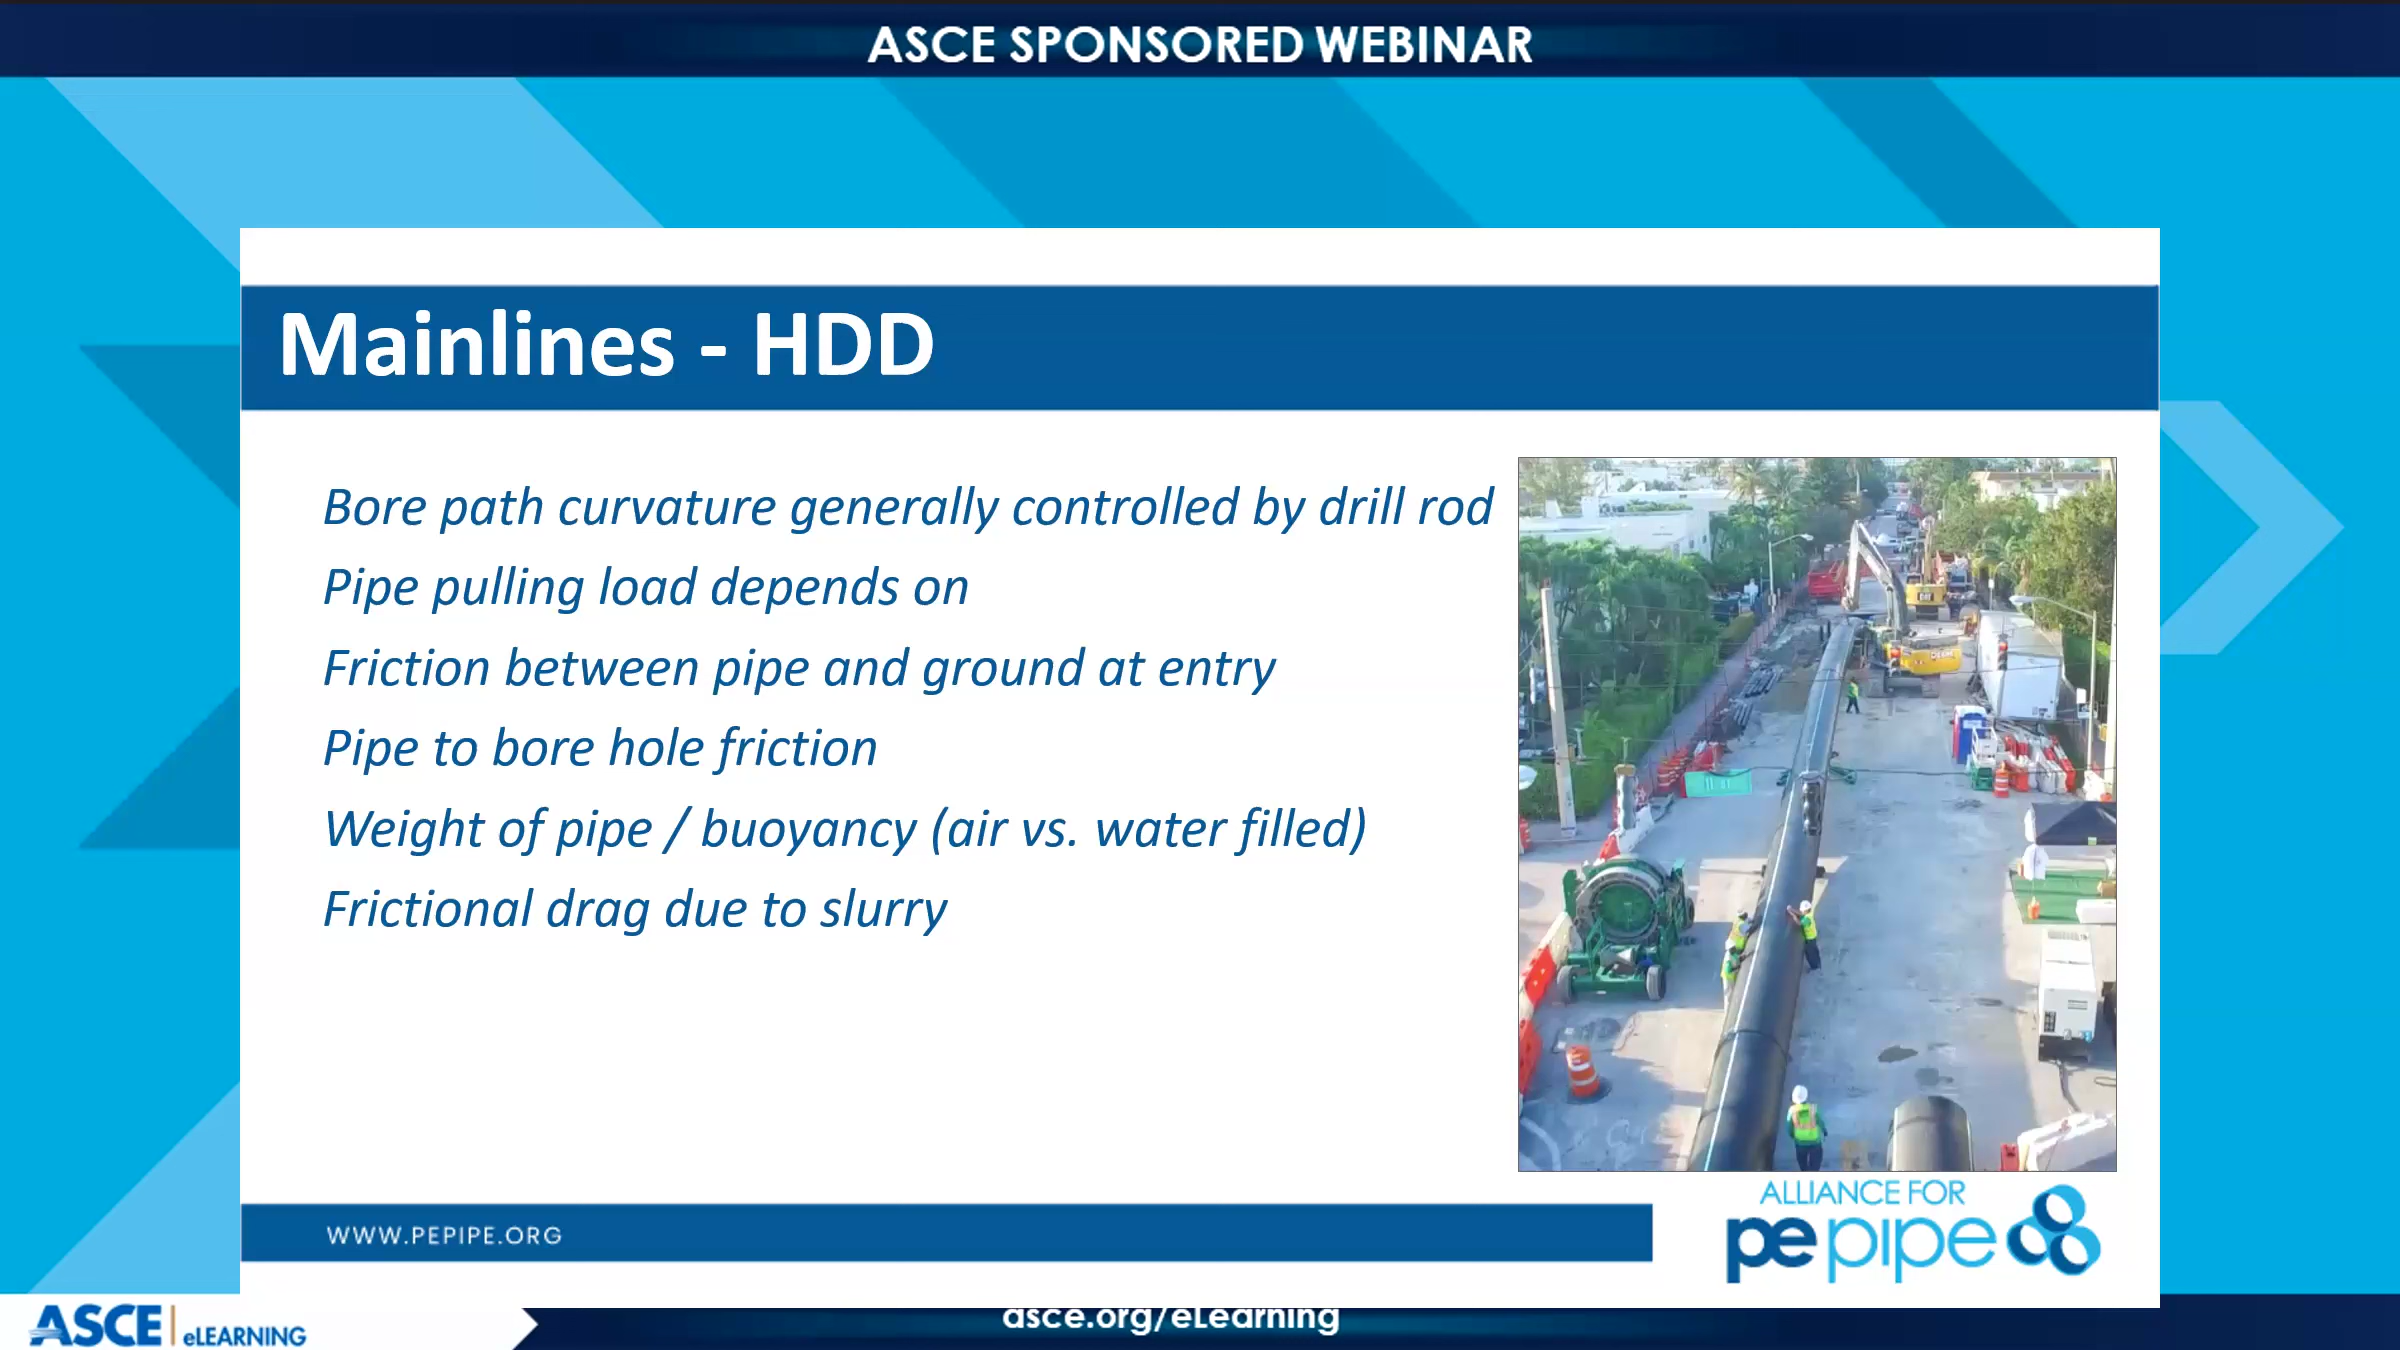 ASCE SPONSORED WEBINAR
Mainlines - HDD
Bore path curvature generally controlled by drill rod
Pipe pulling load depends on
Friction between pipe and ground at entry
Pipe to bore hole friction
Weight of pipe / buoyancy (air vs. water filled)
Frictional drag due to slurry
WWW.PEPIPE.ORG
ALLIANCE FOR
pepipe
ASCE | eLEARNING
asce.org/eLearning